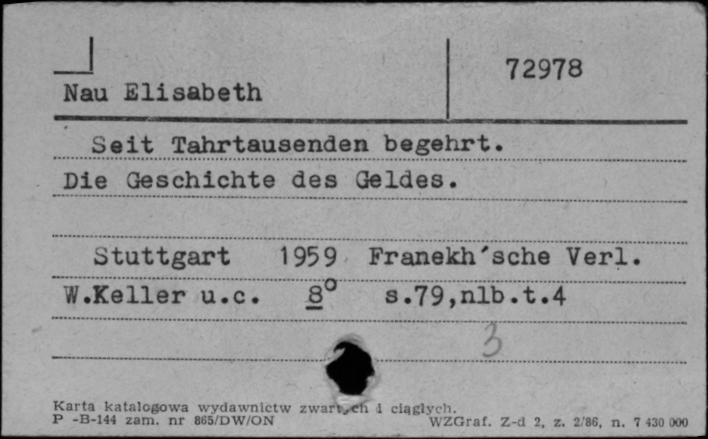 72978
Nau Elisabeth
Seit Tahrtausenden begehrt.
Die Geschichte des Geldes.
Stuttgart 1959 Franekh´sche Verl.
W.Keller u.c. 8° s.79,nlb.t.4
3
Karta katalogowa wydawnictw zwartych i ciągłych.
P -B-144 zam. nr 865/DW/ON WZGraf. Z-d 2, z. 2/86, n. 7 430 000